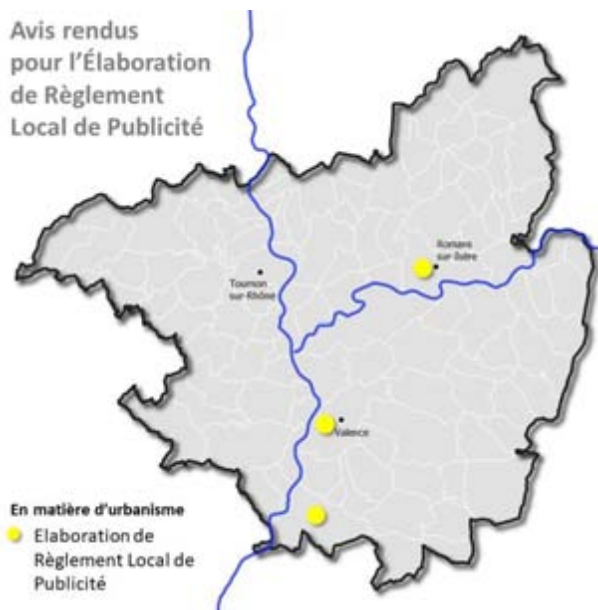 Avis rendus
pour l'Élaboration
de Règlement
Local de Publicité
Romans
sur-Isère
Tournon
sur-Rhône
Valence
En matière d'urbanisme
Elaboration de
Règlement Local de
Publicité